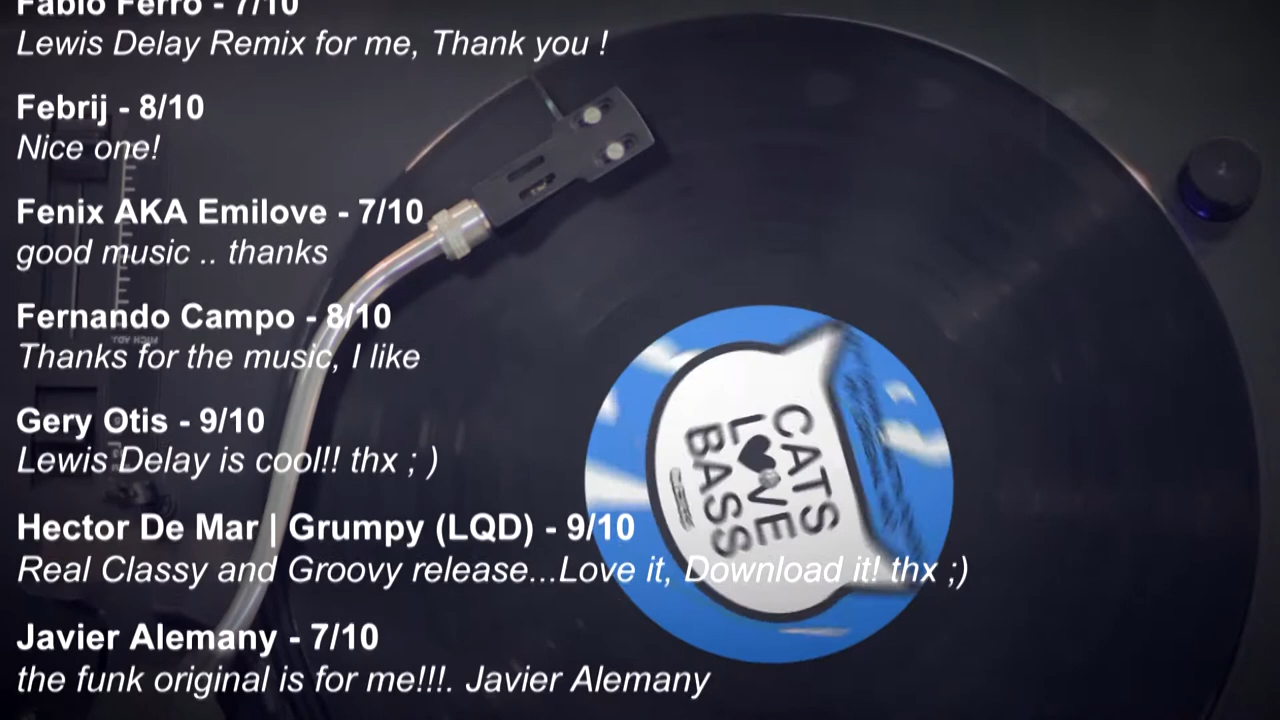 Fabio Ferro - 7/10
Lewis Delay Remix for me, Thank you !
Febrij - 8/10
Nice one!
Fenix AKA Emilove - 7/10
good music .. thanks
Fernando Campo - 8/10
Thanks for the music, I like
Gery Otis - 9/10
Lewis Delay is cool!! thx ; )
Hector De Mar | Grumpy (LQD) - 9/10
Real Classy and Groovy release...Love it, Download it! thx ;)
Javier Alemany - 7/10
the funk original is for me!!!. Javier Alemany
CATS
LOVE
BASS